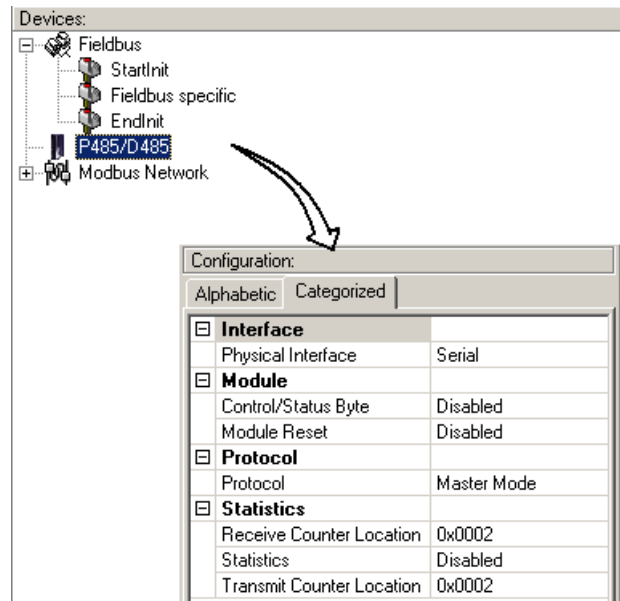 Devices:
Fieldbus
StartInit
Fieldbus specific
EndInit
P485/D485
Modbus Network
Configuration:
Alphabetic Categorized
Interface
Physical Interface Serial
Module
Control/Status Byte Disabled
Module Reset Disabled
Protocol
Protocol Master Mode
Statistics
Receive Counter Location 0x0002
Statistics Disabled
Transmit Counter Location 0x0002